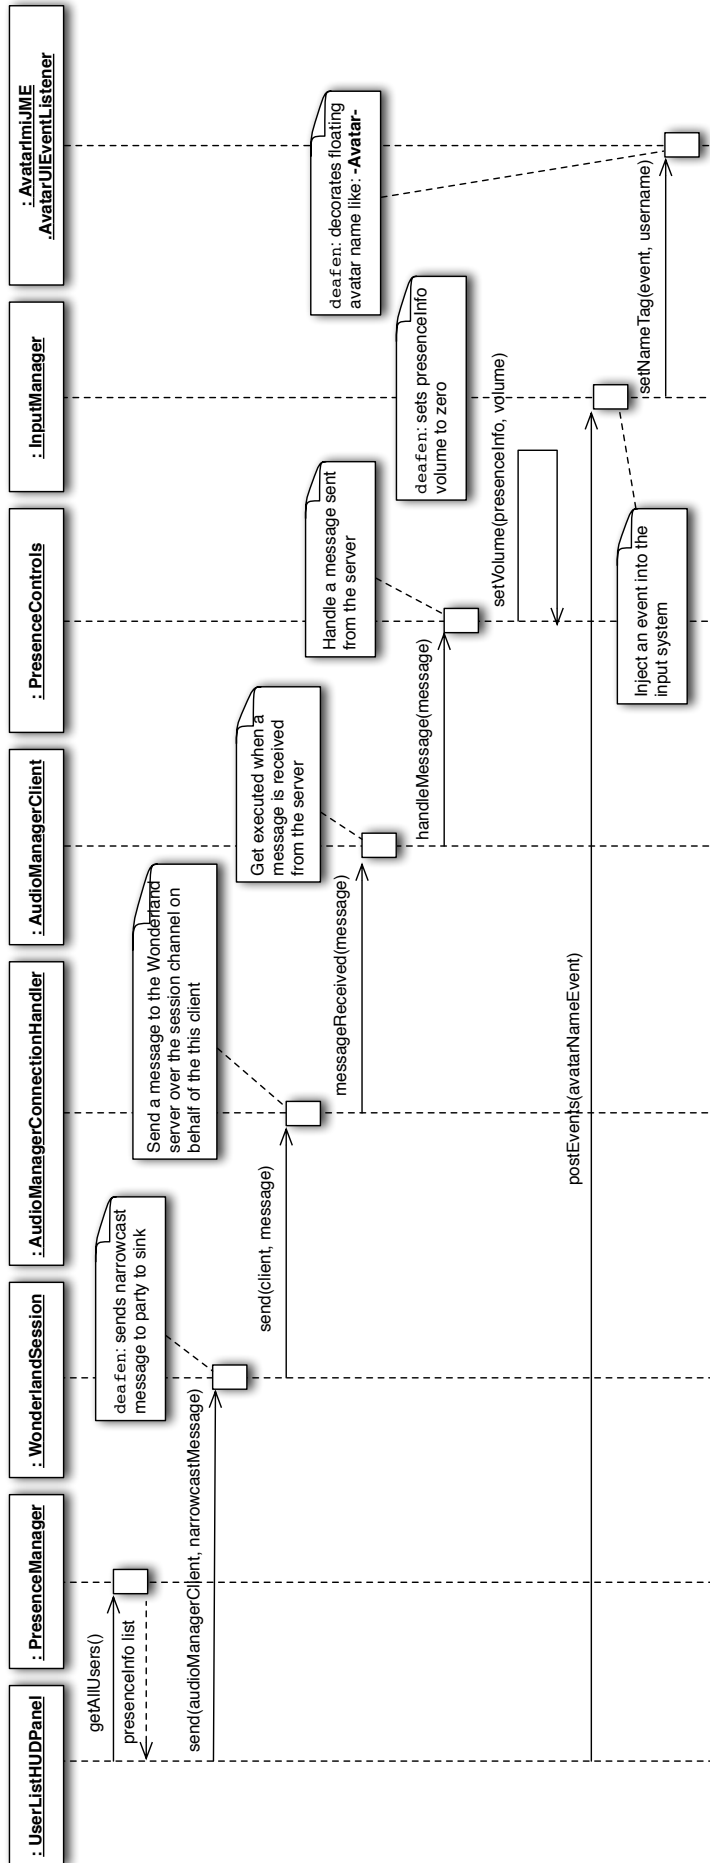 : UserListHUDPanel
: PresenceManager
: WonderlandSession
: AudioManagerConnectionHandler
: AudioManagerClient
: PresenceControls
: InputManager
: AvatarImiJME
.AvatarUIEventListener
getAllUsers()
presenceInfo list
deafen: sends narrowcast
message to party to sink
send(audioManagerClient, narrowcastMessage)
Send a message to the Wonderland
server over the session channel on
behalf of the this client
send(client, message)
Get executed when a
message is received
from the server
messageReceived(message)
Handle a message sent
from the server
handleMessage(message)
deafen: sets presenceInfo
volume to zero
setVolume(presenceInfo, volume)
deafen: decorates floating
avatar name like: -Avatar-
postEvents(avatarNameEvent)
Inject an event into the
input system
setNameTag(event, username)